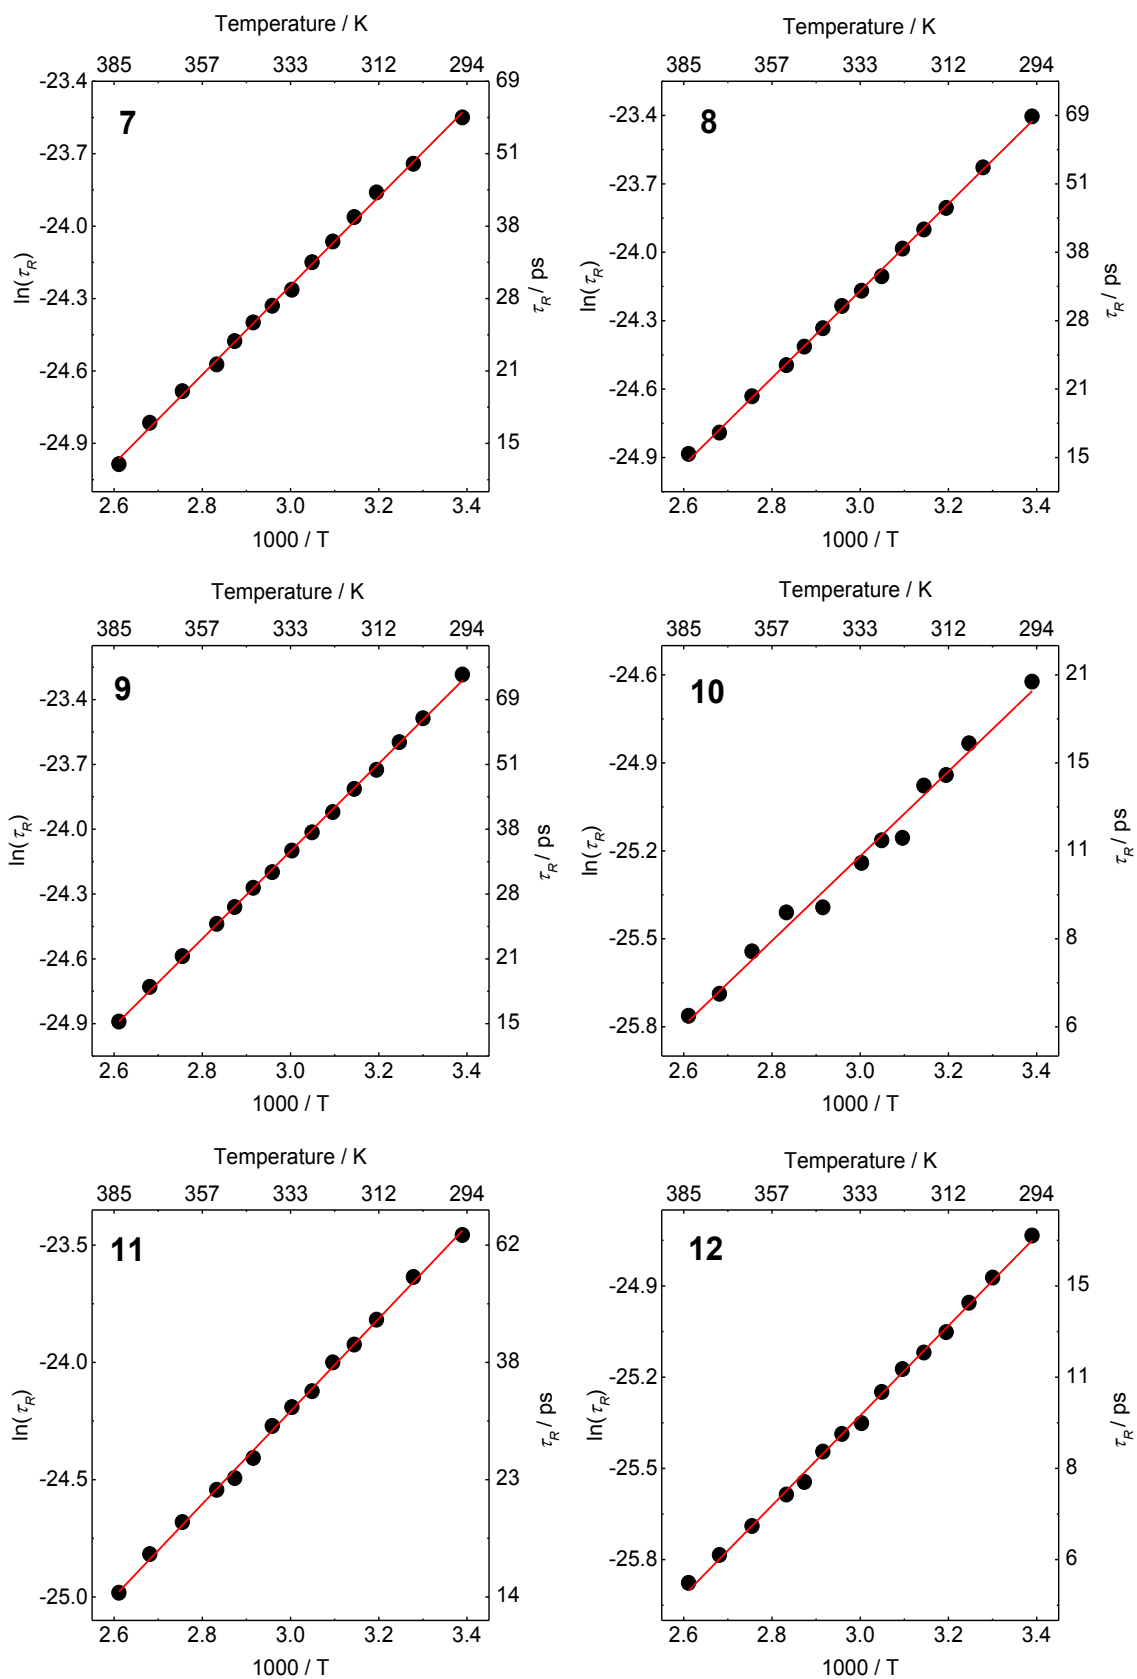 Temperature / K
385 357 333 312 294
7
-23.4
-23.7
-24.0
-24.3
-24.6
-24.9
ln(τR)
69
51
38
28
21
15
τR / ps
2.6 2.8 3.0 3.2 3.4
1000 / T
Temperature / K
385 357 333 312 294
8
-23.4
-23.7
-24.0
-24.3
-24.6
-24.9
ln(τR)
69
51
38
28
21
15
τR / ps
2.6 2.8 3.0 3.2 3.4
1000 / T
Temperature / K
385 357 333 312 294
9
-23.4
-23.7
-24.0
-24.3
-24.6
-24.9
ln(τR)
69
51
38
28
21
15
τR / ps
2.6 2.8 3.0 3.2 3.4
1000 / T
Temperature / K
385 357 333 312 294
10
-24.6
-24.9
-25.2
-25.5
-25.8
ln(τR)
21
15
11
8
6
τR / ps
2.6 2.8 3.0 3.2 3.4
1000 / T
Temperature / K
385 357 333 312 294
11
-23.5
-24.0
-24.5
-25.0
ln(τR)
62
38
23
14
τR / ps
2.6 2.8 3.0 3.2 3.4
1000 / T
Temperature / K
385 357 333 312 294
12
-24.9
-25.2
-25.5
-25.8
ln(τR)
15
11
8
6
τR / ps
2.6 2.8 3.0 3.2 3.4
1000 / T